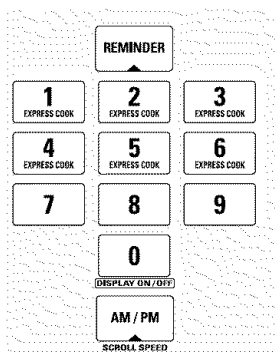 REMINDER
1 2 3
EXPRESS COOK EXPRESS COOK EXPRESS COOK
4 5 6
EXPRESS COOK EXPRESS COOK EXPRESS COOK
7 8 9
0
DISPLAY ON/OFF
AM / PM
SCROLL SPEED